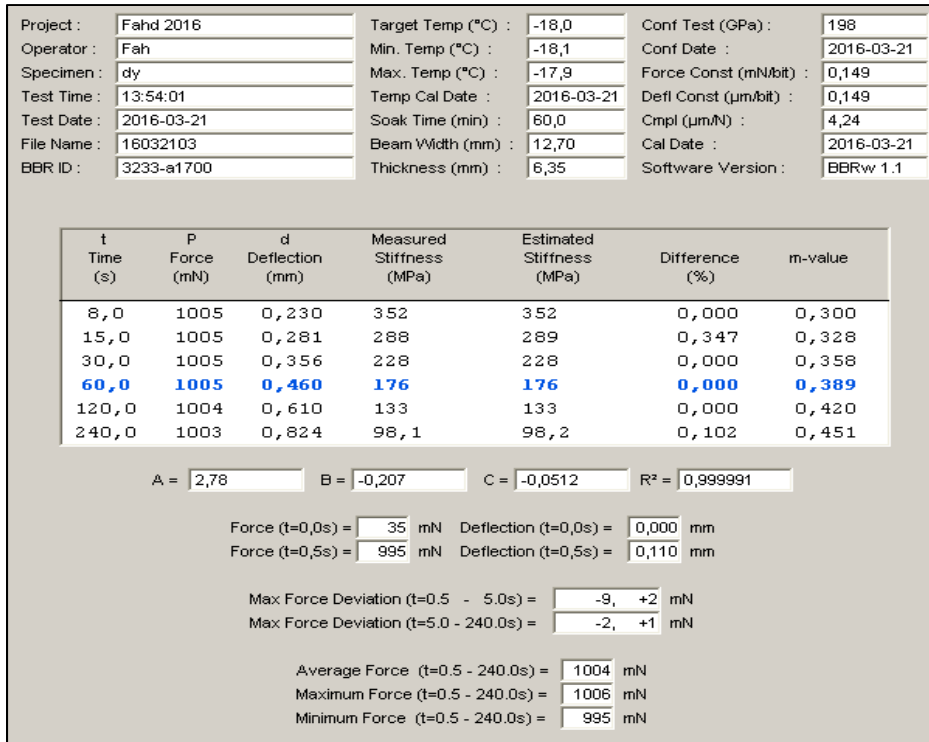 Project : Fahd 2016 Target Temp (°C) : -18,0 Conf Test (GPa) : 198
Operator : Fah Min. Temp (°C) : -18,1 Conf Date : 2016-03-21
Specimen : dy Max. Temp (°C) : -17,9 Force Const (mN/bit) : 0,149
Test Time : 13:54:01 Temp Cal Date : 2016-03-21 Defl Const (µm/bit) : 0,149
Test Date : 2016-03-21 Soak Time (min) : 60,0 Cmpl (µm/N) : 4,24
File Name : 16032103 Beam Width (mm) : 12,70 Cal Date : 2016-03-21
BBR ID : 3233-a1700 Thickness (mm) : 6,35 Software Version : BBRw 1.1
t P d Measured Estimated
Time Force Deflection Stiffness Stiffness Difference m-value
(s) (mN) (mm) (MPa) (MPa) (%)
8,0 1005 0,230 352 352 0,000 0,300
15,0 1005 0,281 288 289 0,347 0,328
30,0 1005 0,356 228 228 0,000 0,358
60,0 1005 0,460 176 176 0,000 0,389
120,0 1004 0,610 133 133 0,000 0,420
240,0 1003 0,824 98,1 98,2 0,102 0,451
A = 2,78 B = -0,207 C = -0,0512 R² = 0,999991
Force (t=0,0s) = 35 mN Deflection (t=0,0s) = 0,000 mm
Force (t=0,5s) = 995 mN Deflection (t=0,5s) = 0,110 mm
Max Force Deviation (t=0.5 - 5.0s) = -9, +2 mN
Max Force Deviation (t=5.0 - 240.0s) = -2, +1 mN
Average Force (t=0.5 - 240.0s) = 1004 mN
Maximum Force (t=0.5 - 240.0s) = 1006 mN
Minimum Force (t=0.5 - 240.0s) = 995 mN